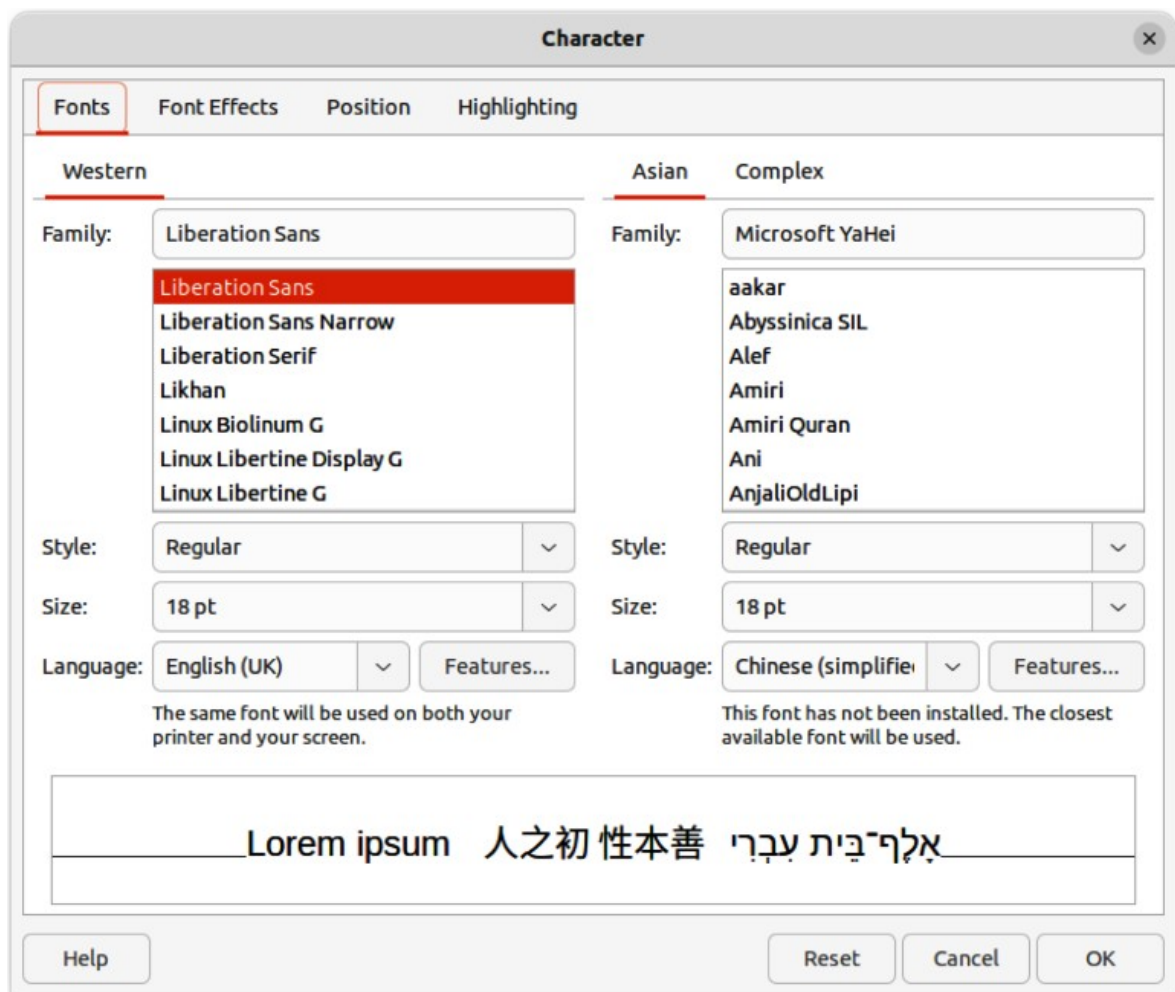 Character
Fonts Font Effects Position Highlighting
Western
Family: Liberation Sans
Liberation Sans
Liberation Sans Narrow
Liberation Serif
Likhan
Linux Biolinum G
Linux Libertine Display G
Linux Libertine G
Style: Regular
Size: 18 pt
Language: English (UK) Features...
The same font will be used on both your
printer and your screen.
Asian Complex
Family: Microsoft YaHei
aakar
Abyssinica SIL
Alef
Amiri
Amiri Quran
Ani
AnjaliOldLipi
Style: Regular
Size: 18 pt
Language: Chinese (simplified Features...
This font has not been installed. The closest
available font will be used.
Lorem ipsum 人之初 性本善 אָלֶף־בֵּית עִבְרִי
Help Reset Cancel OK